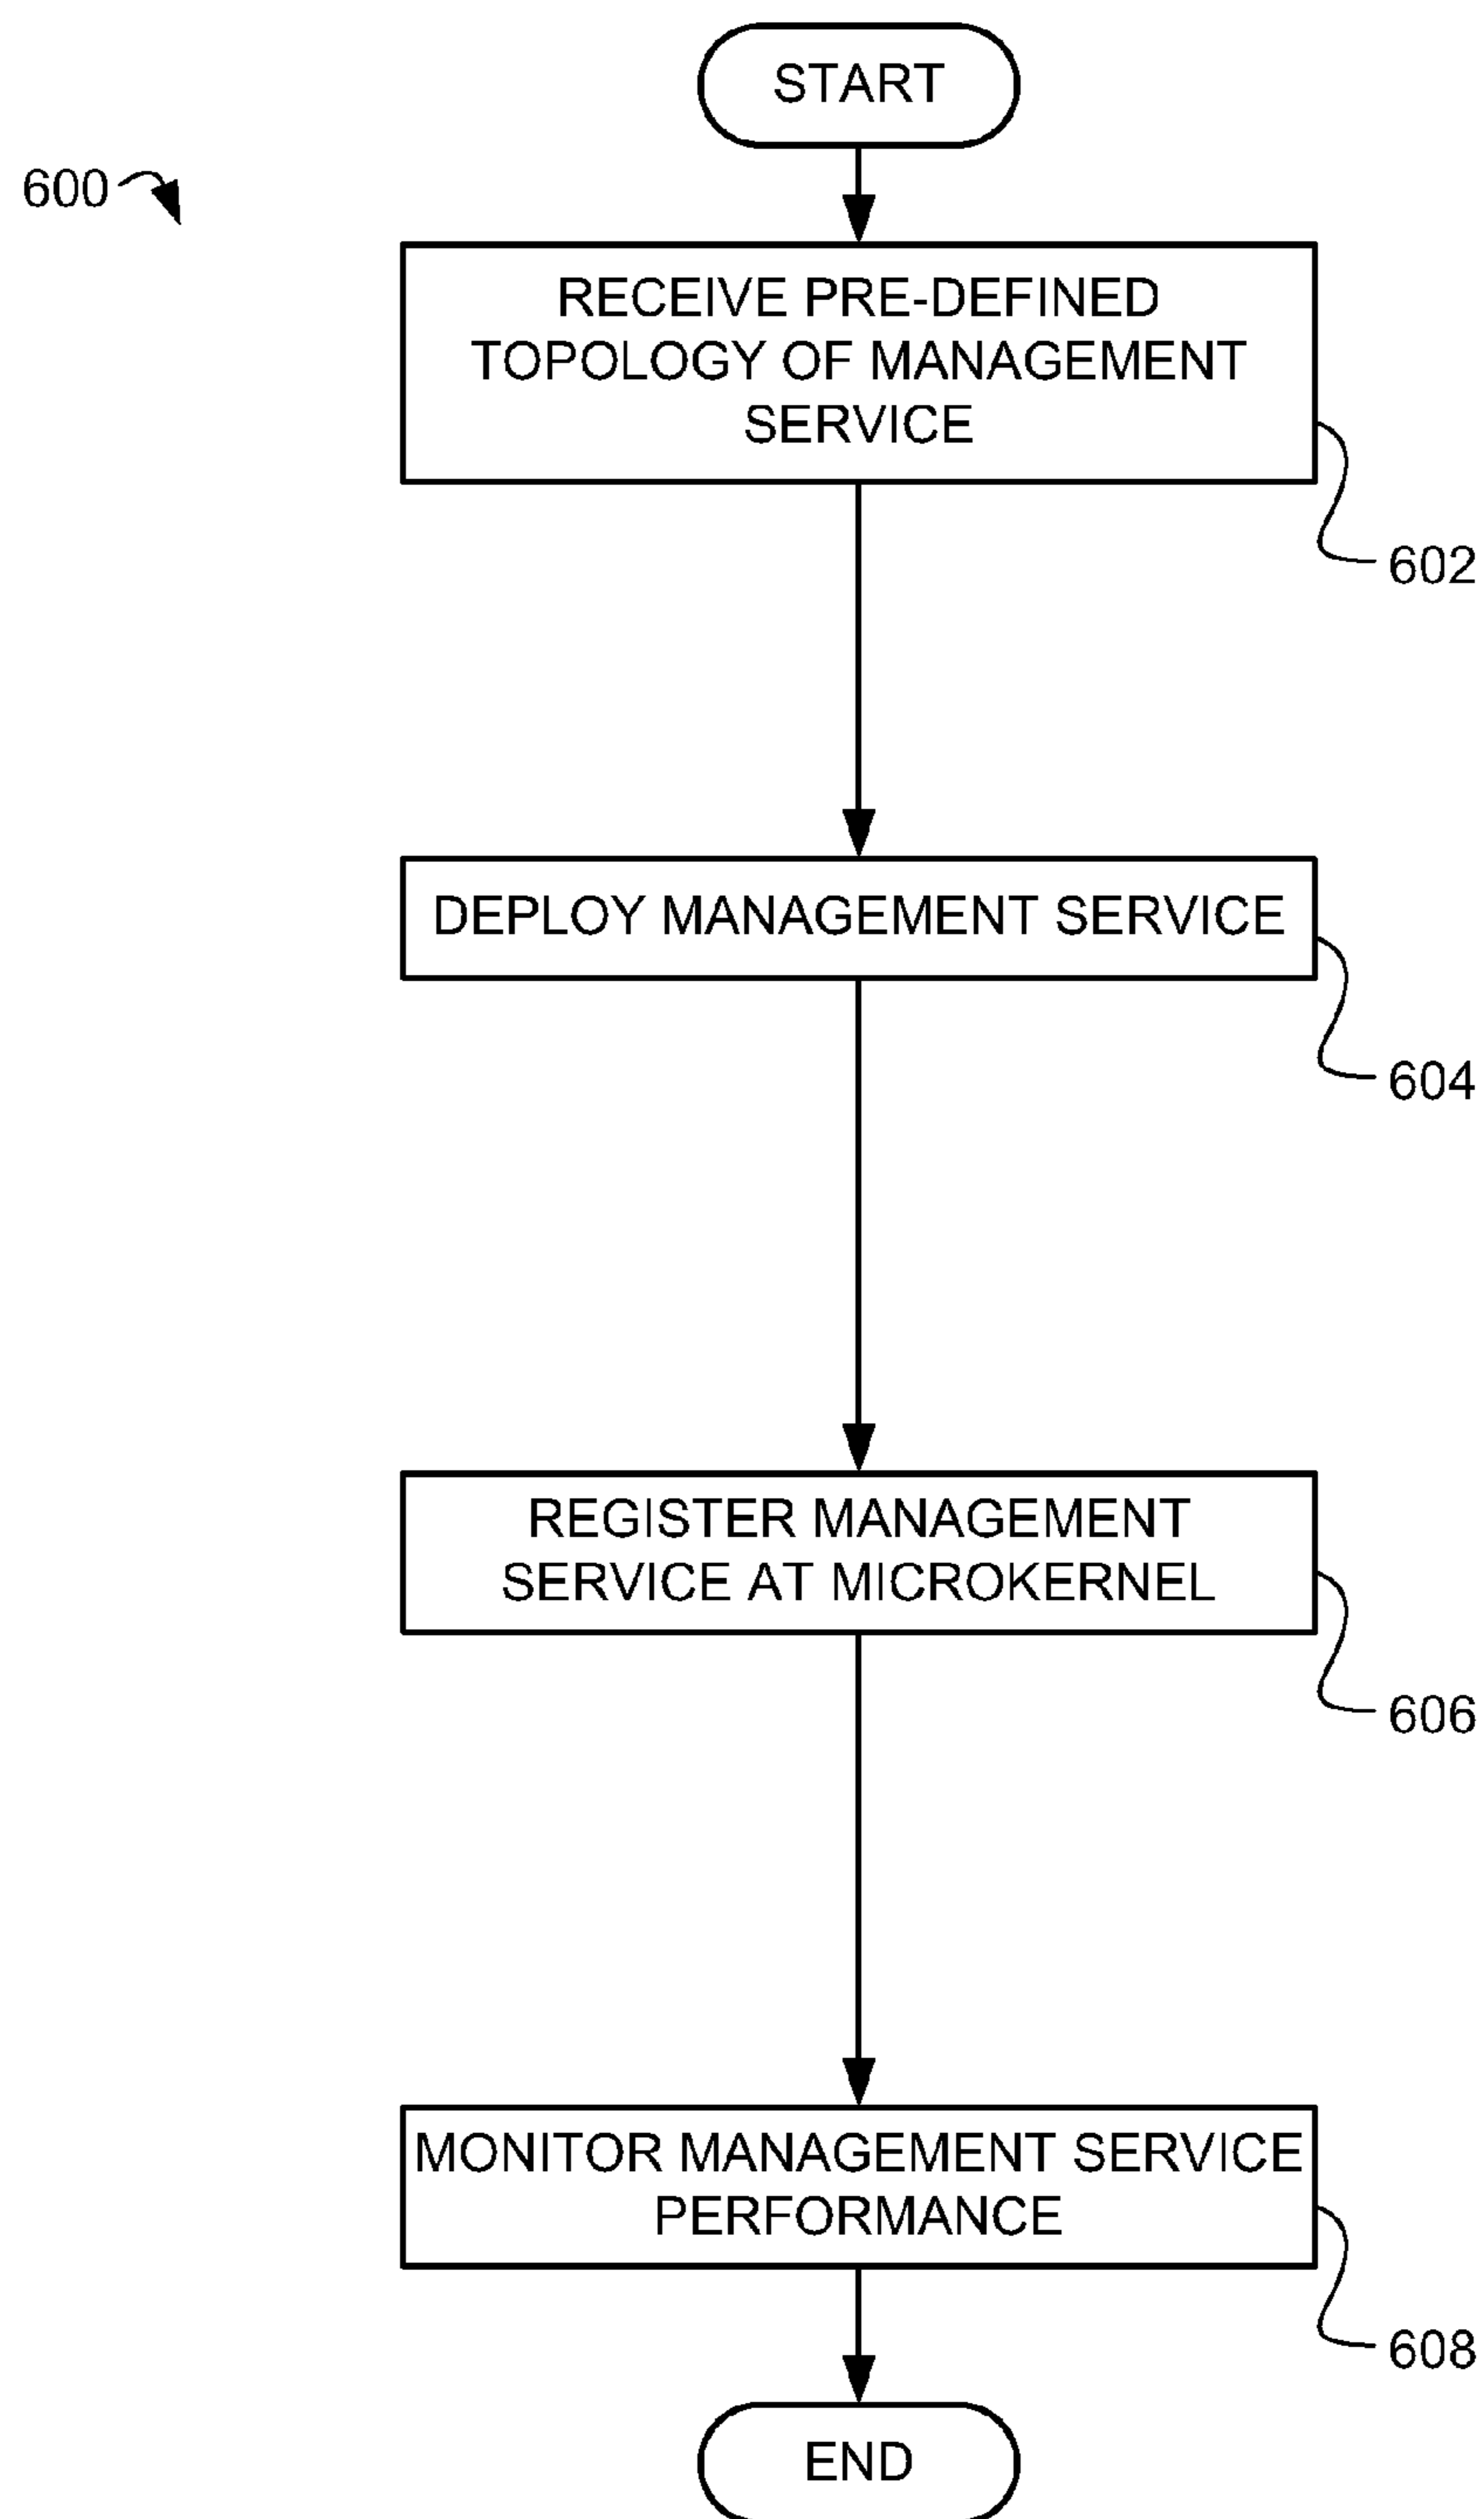 START
600
RECEIVE PRE-DEFINED
TOPOLOGY OF MANAGEMENT
SERVICE
602
DEPLOY MANAGEMENT SERVICE
604
REGISTER MANAGEMENT
SERVICE AT MICROKERNEL
606
MONITOR MANAGEMENT SERVICE
PERFORMANCE
608
END